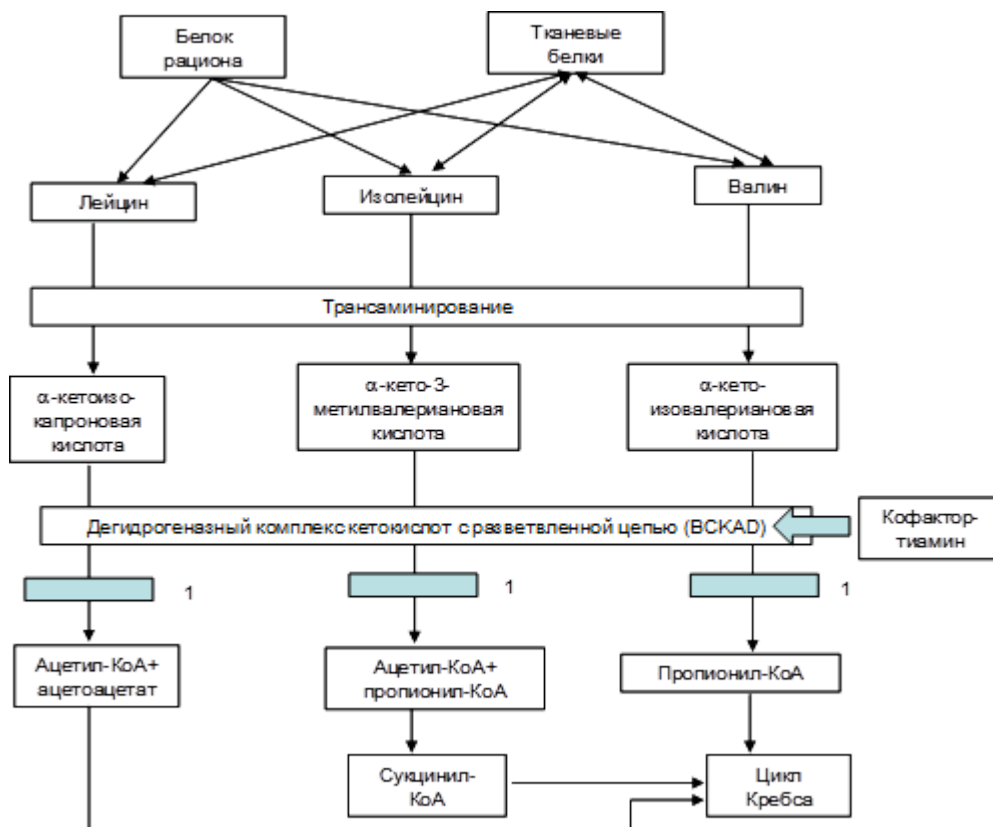 Белок
рациона
Тканевые
белки
Лейцин
Изолейцин
Валин
Трансаминирование
α-кетоизо-
капроновая
кислота
α-кето-3-
метилвалериановая
кислота
α-кето-
изовалериановая
кислота
Дегидрогеназный комплекс кетокислот с разветвленной цепью (BCKAD)
Кофактор-
тиамин
1
1
1
Ацетил-КоА+
ацетоацетат
Ацетил-КоА+
пропионил-КоА
Пропионил-КоА
Сукцинил-
КоА
Цикл
Кребса